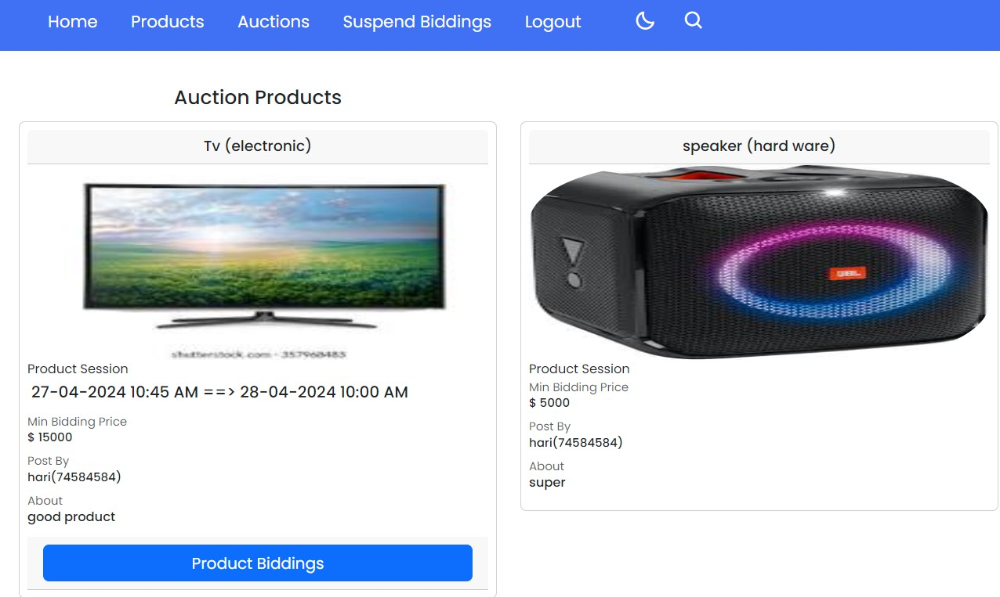 Home Products Auctions Suspend Biddings Logout
Auction Products
Tv (electronic)
shutterstock.com · 357968483
Product Session
27-04-2024 10:45 AM ==> 28-04-2024 10:00 AM
Min Bidding Price
$ 15000
Post By
hari(74584584)
About
good product
Product Biddings
speaker (hard ware)
JBL
Product Session
Min Bidding Price
$ 5000
Post By
hari(74584584)
About
super